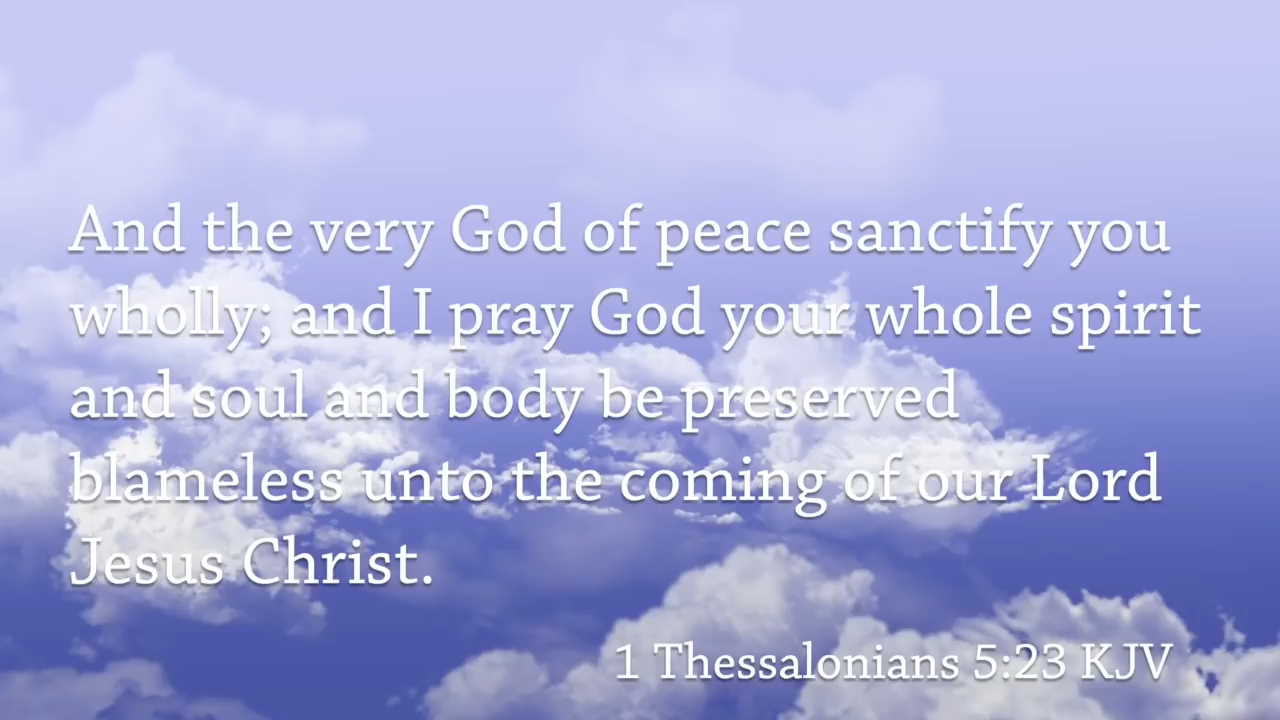 And the very God of peace sanctify you
wholly; and I pray God your whole spirit
and soul and body be preserved
blameless unto the coming of our Lord
Jesus Christ.
1 Thessalonians 5:23 KJV